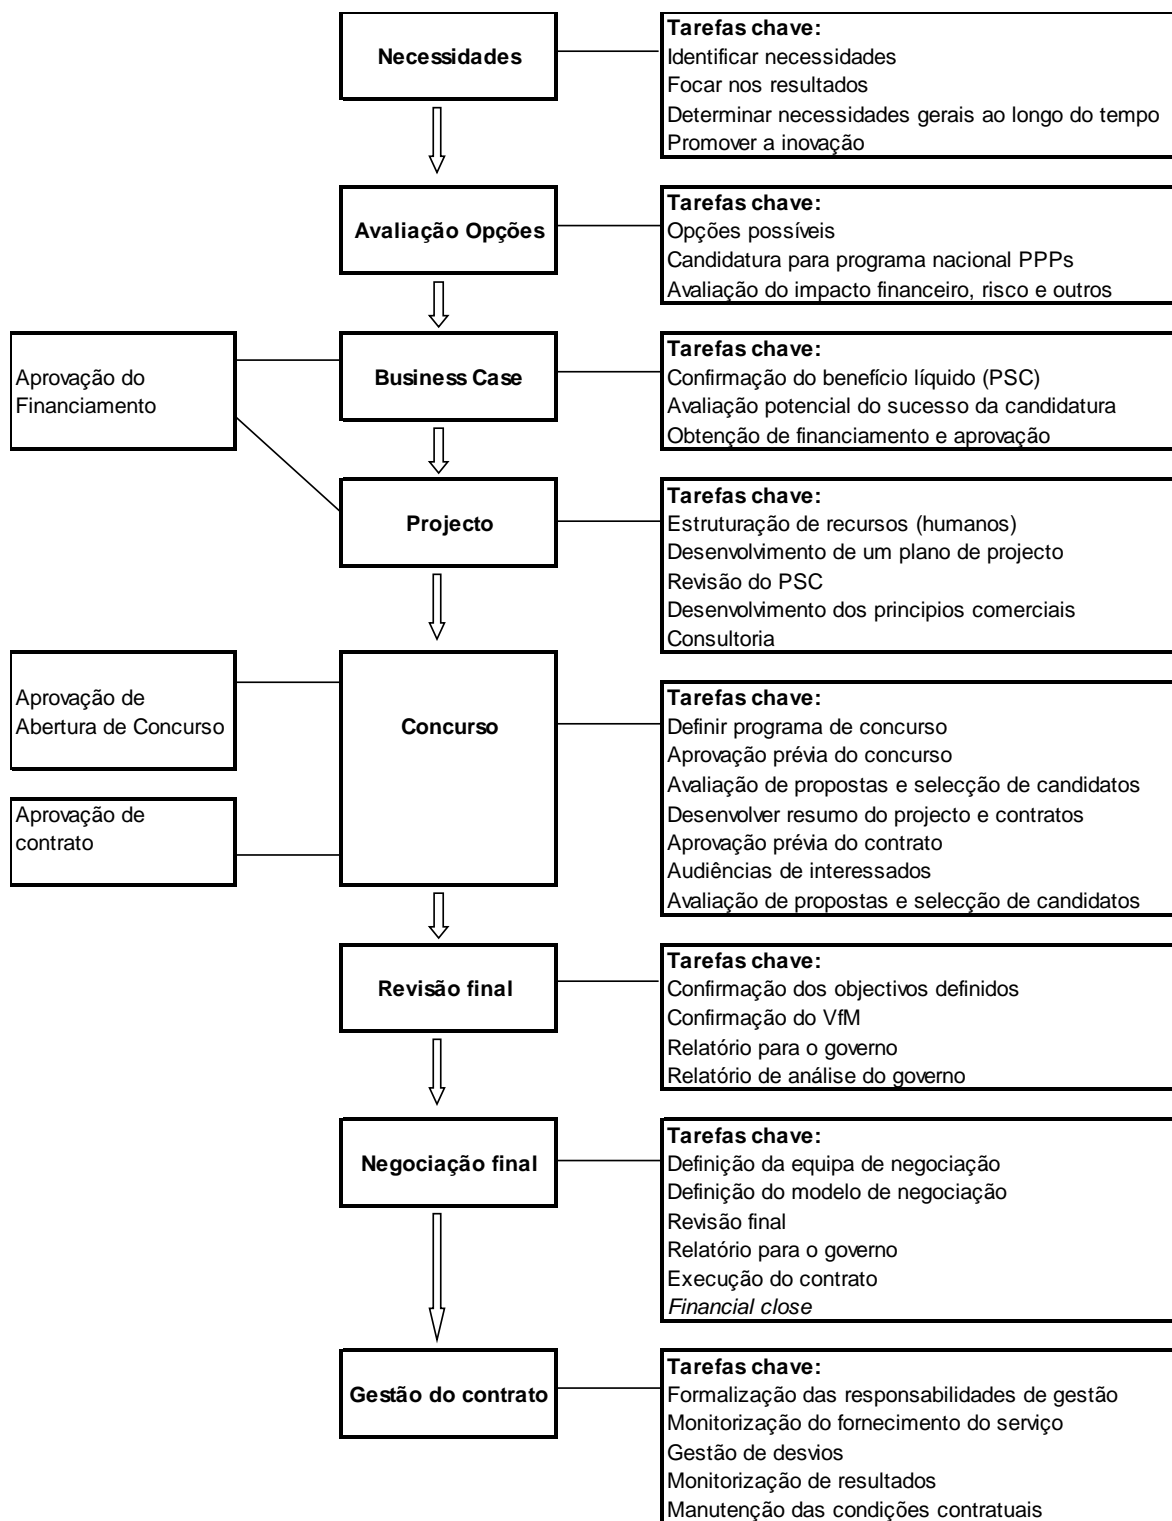 Necessidades
Tarefas chave:
Identificar necessidades
Focar nos resultados
Determinar necessidades gerais ao longo do tempo
Promover a inovação
Avaliação Opções
Tarefas chave:
Opções possíveis
Candidatura para programa nacional PPPs
Avaliação do impacto financeiro, risco e outros
Aprovação do
Financiamento
Business Case
Tarefas chave:
Confirmação do benefício líquido (PSC)
Avaliação potencial do sucesso da candidatura
Obtenção de financiamento e aprovação
Projecto
Tarefas chave:
Estruturação de recursos (humanos)
Desenvolvimento de um plano de projecto
Revisão do PSC
Desenvolvimento dos principios comerciais
Consultoria
Aprovação de
Abertura de Concurso
Aprovação de
contrato
Concurso
Tarefas chave:
Definir programa de concurso
Aprovação prévia do concurso
Avaliação de propostas e selecção de candidatos
Desenvolver resumo do projecto e contratos
Aprovação prévia do contrato
Audiências de interessados
Avaliação de propostas e selecção de candidatos
Revisão final
Tarefas chave:
Confirmação dos objectivos definidos
Confirmação do VfM
Relatório para o governo
Relatório de análise do governo
Negociação final
Tarefas chave:
Definição da equipa de negociação
Definição do modelo de negociação
Revisão final
Relatório para o governo
Execução do contrato
Financial close
Gestão do contrato
Tarefas chave:
Formalização das responsabilidades de gestão
Monitorização do fornecimento do serviço
Gestão de desvios
Monitorização de resultados
Manutenção das condições contratuais